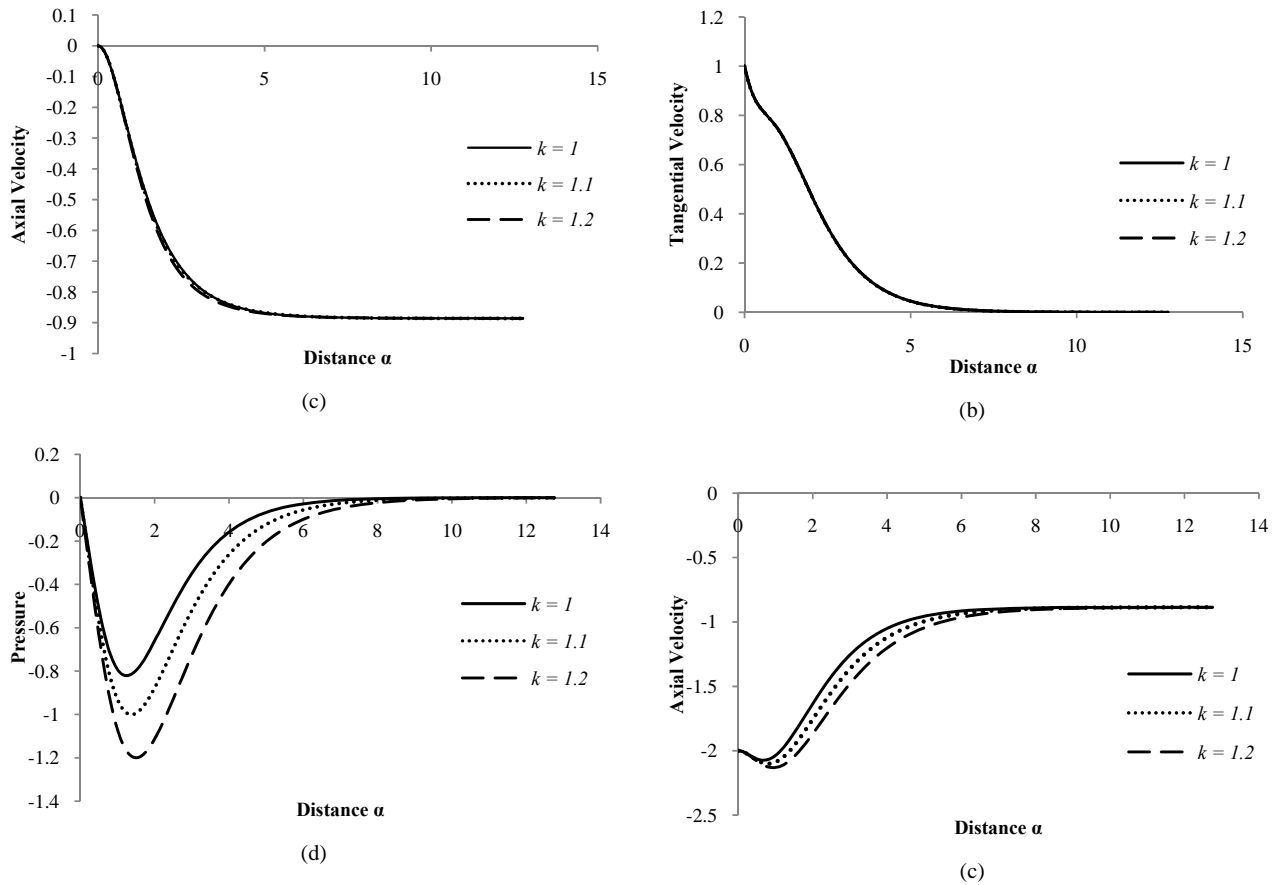 0.1
0
-0.1
-0.2
-0.3
-0.4
-0.5
-0.6
-0.7
-0.8
-0.9
-1
0
5
10
15
Axial Velocity
Distance α
k = 1
k = 1.1
k = 1.2
(c)
1.2
1
0.8
0.6
0.4
0.2
0
0
5
10
15
Tangential Velocity
Distance α
k = 1
k = 1.1
k = 1.2
(b)
0.2
0
-0.2
-0.4
-0.6
-0.8
-1
-1.2
-1.4
0
2
4
6
8
10
12
14
Pressure
Distance α
k = 1
k = 1.1
k = 1.2
(d)
0
-0.5
-1
-1.5
-2
-2.5
0
2
4
6
8
10
12
14
Axial Velocity
Distance α
k = 1
k = 1.1
k = 1.2
(c)